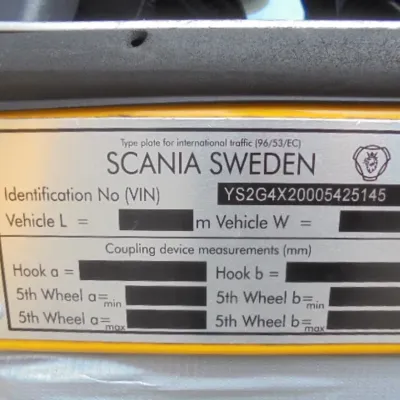 Type plate for international traffic (96/53/EC)
SCANIA SWEDEN
Identification No (VIN) YS2G4X20005425145
Vehicle L = m Vehicle W =
Coupling device measurements (mm)
Hook a = Hook b =
5th Wheel a=min 5th Wheel b=min
5th Wheel a=max 5th Wheel b=max